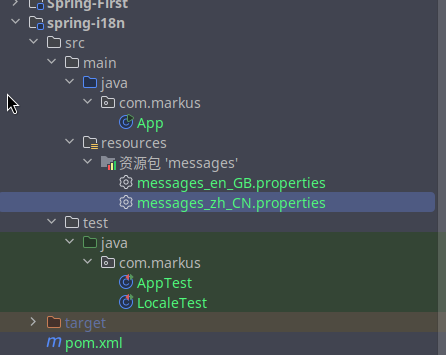 Spring-First
spring-i18n
src
main
java
com.markus
App
resources
资源包 'messages'
messages_en_GB.properties
messages_zh_CN.properties
test
java
com.markus
AppTest
LocaleTest
target
pom.xml